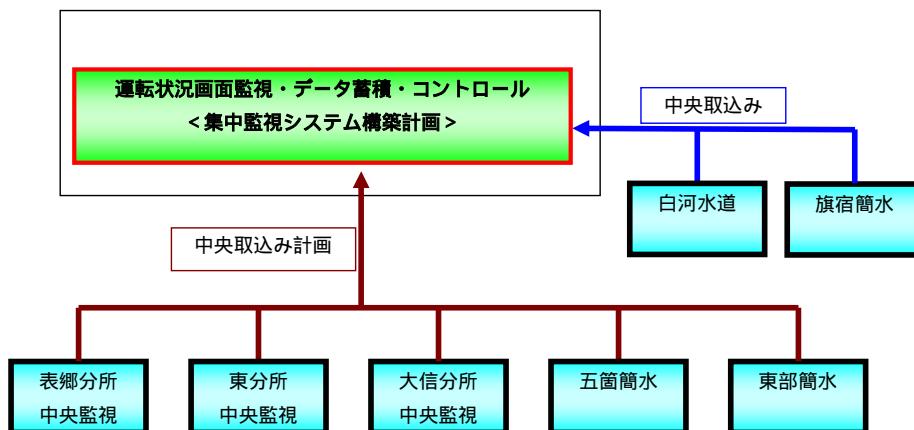 運転状況画面監視・データ蓄積・コントロール
＜集中監視システム構築計画＞
中央取込み
白河水道
旗宿簡水
中央取込み計画
表郷分所
中央監視
東分所
中央監視
大信分所
中央監視
五箇簡水
東部簡水